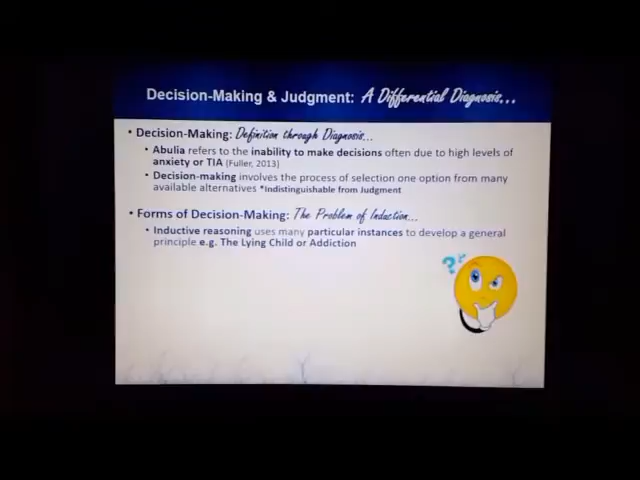 Decision-Making & Judgment: A Differential Diagnosis...
• Decision-Making: Definition through Diagnosis...
• Abulia refers to the inability to make decisions often due to high levels of
anxiety or TIA (Fuller, 2013)
• Decision-making involves the process of selection one option from many
available alternatives *Indistinguishable from Judgment
• Forms of Decision-Making: The Problem of Induction...
• Inductive reasoning uses many particular instances to develop a general
principle e.g. The Lying Child or Addiction
? ?